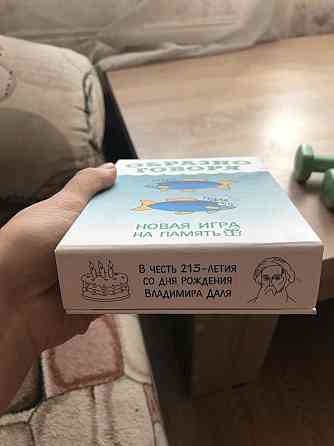 ОБРАЗНО
ГОВОРЯ
НОВАЯ ИГРА
НА ПАМЯТЬ
В ЧЕСТЬ 215-ЛЕТИЯ
СО ДНЯ РОЖДЕНИЯ
ВЛАДИМИРА ДАЛЯ